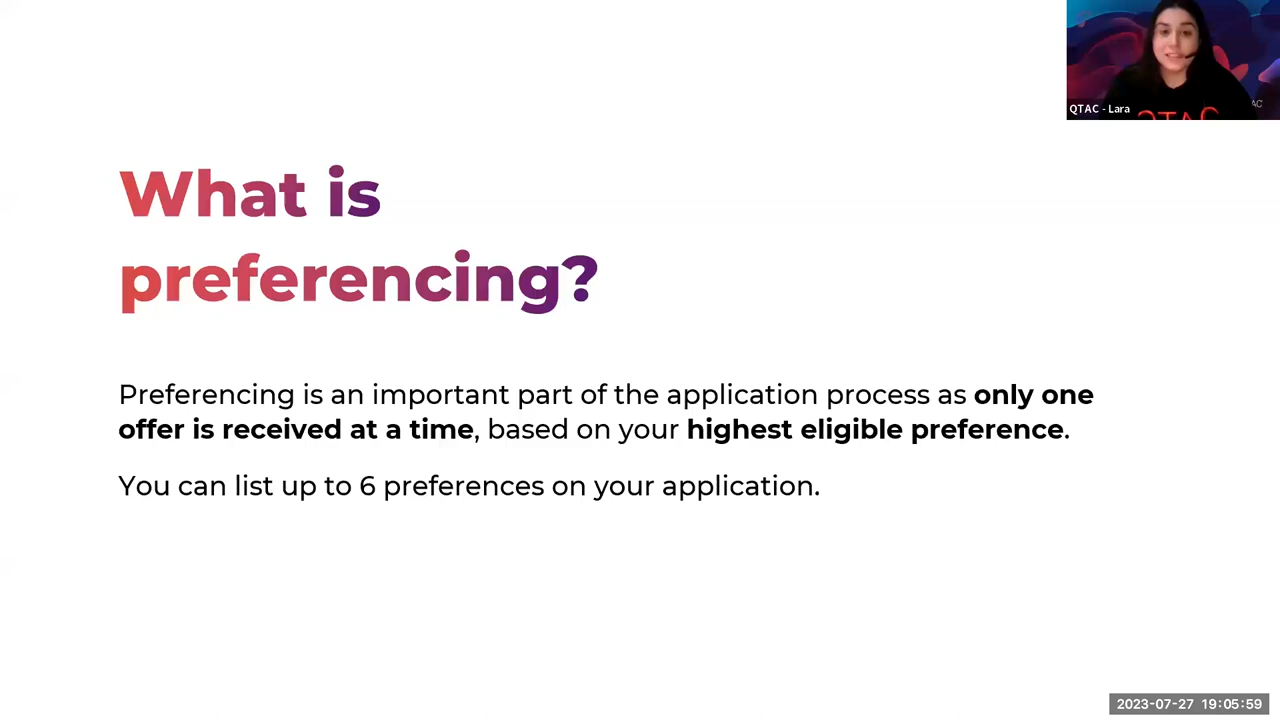 QTAC - Lara
QTAC
AC
What is
preferencing?
Preferencing is an important part of the application process as only one
offer is received at a time, based on your highest eligible preference.
You can list up to 6 preferences on your application.
2023-07-27 19:05:59